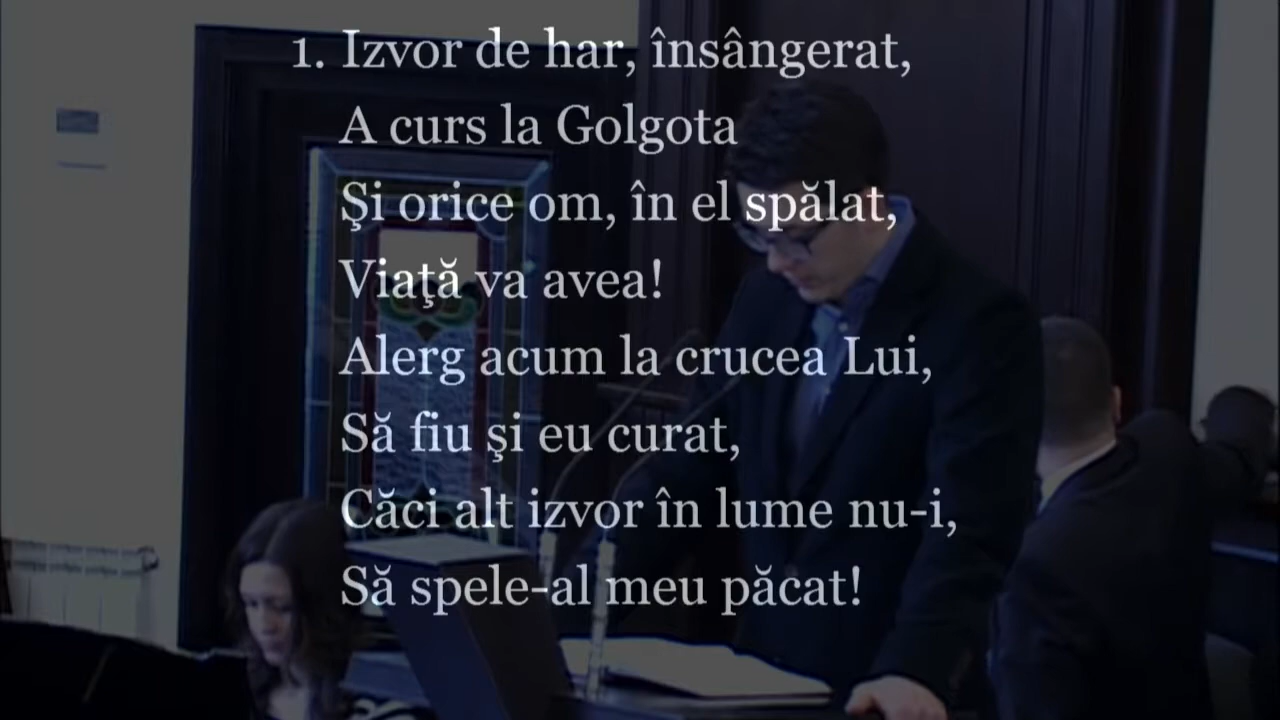 1. Izvor de har, însângerat,
A curs la Golgota
Şi orice om, în el spălat,
Viaţă va avea!
Alerg acum la crucea Lui,
Să fiu şi eu curat,
Căci alt izvor în lume nu-i,
Să spele-al meu păcat!